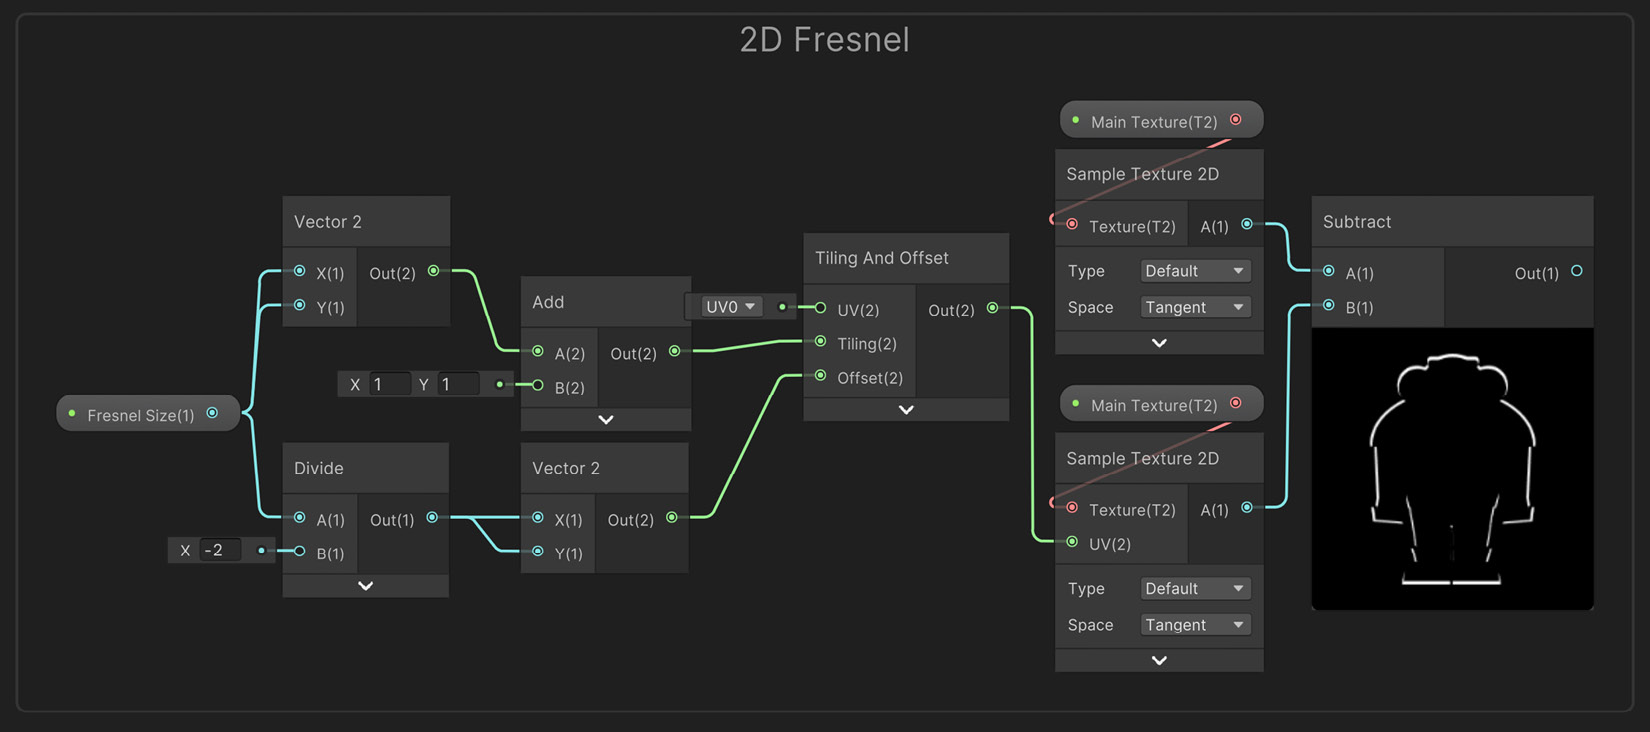 2D Fresnel
Main Texture(T2)
Sample Texture 2D
Texture(T2) A(1)
Type Default
Space Tangent
Vector 2
X(1) Out(2)
Y(1)
Subtract
A(1) Out(1)
B(1)
Tiling And Offset
UV0 UV(2) Out(2)
Tiling(2)
Offset(2)
Add
A(2) Out(2)
X 1 Y 1 B(2)
Fresnel Size(1)
Main Texture(T2)
Sample Texture 2D
Texture(T2) A(1)
UV(2)
Type Default
Space Tangent
Divide
A(1) Out(1)
X -2 B(1)
Vector 2
X(1) Out(2)
Y(1)